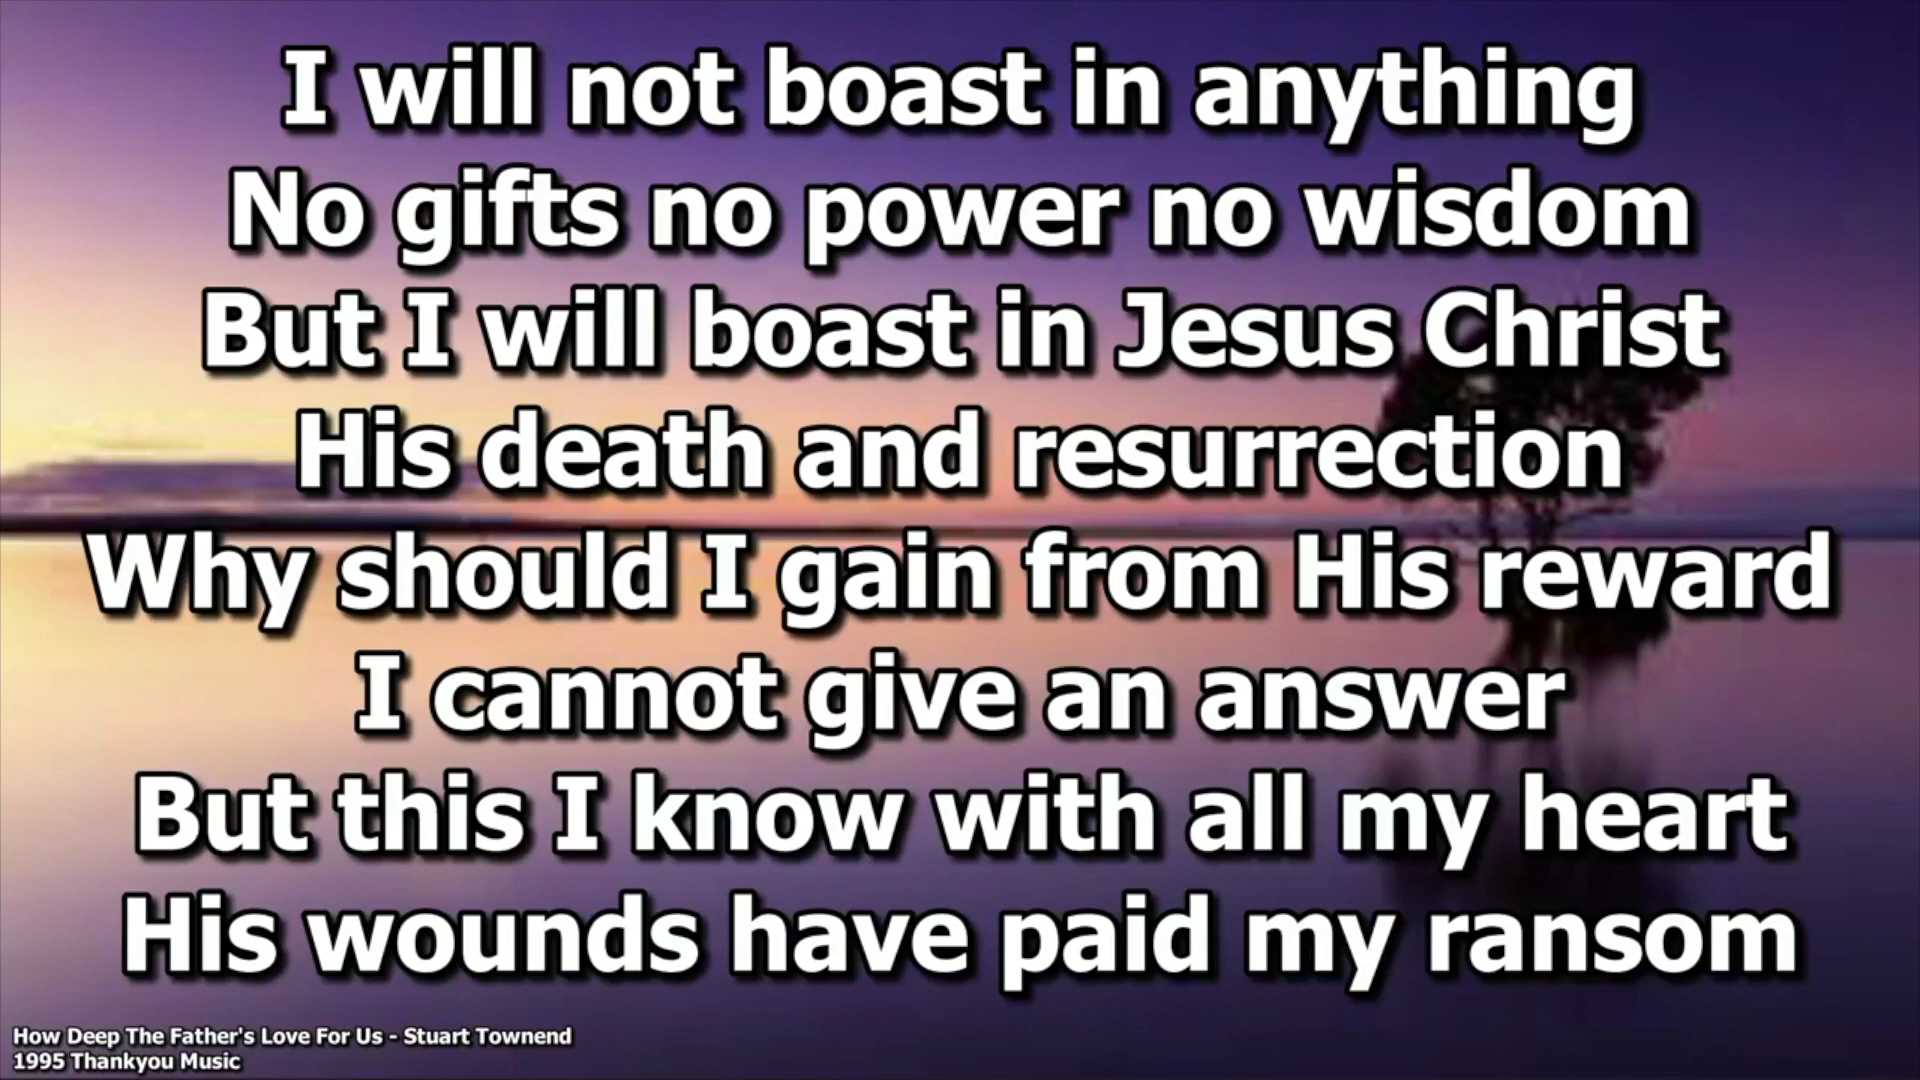 I will not boast in anything
No gifts no power no wisdom
But I will boast in Jesus Christ
His death and resurrection
Why should I gain from His reward
I cannot give an answer
But this I know with all my heart
His wounds have paid my ransom
How Deep The Father's Love For Us - Stuart Townend
1995 Thankyou Music